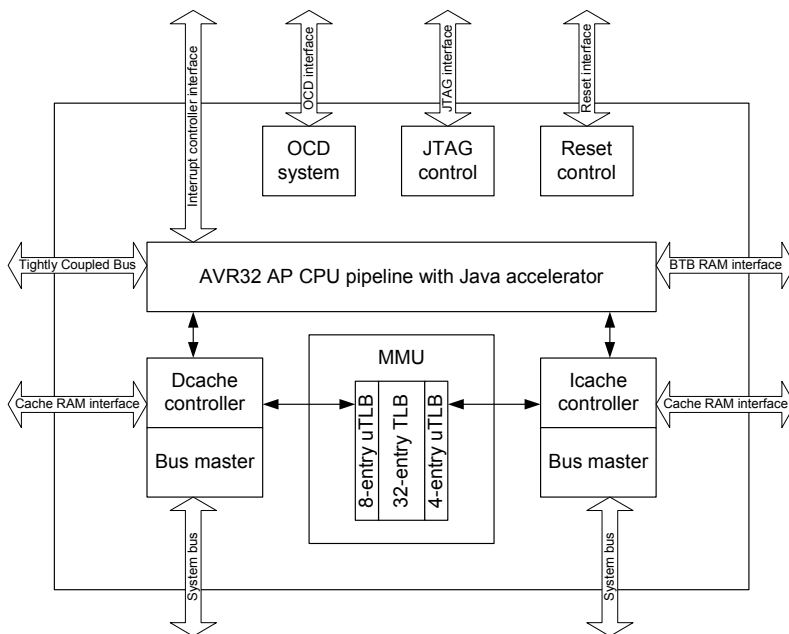 Interrupt controller interface
OCD interface
JTAG interface
Reset interface
OCD
system
JTAG
control
Reset
control
Tightly Coupled Bus
AVR32 AP CPU pipeline with Java accelerator
BTB RAM interface
MMU
Dcache
controller
8-entry uTLB
32-entry TLB
4-entry uTLB
Icache
controller
Cache RAM interface
Cache RAM interface
Bus master
Bus master
System bus
System bus